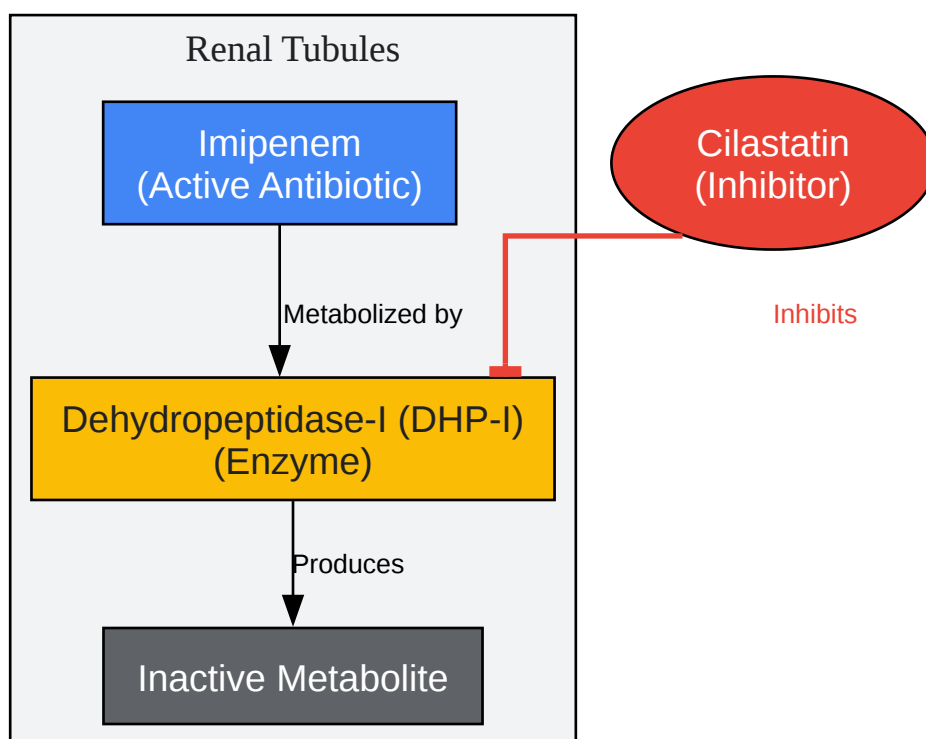 Renal Tubules
Imipenem
(Active Antibiotic)
Cilastatin
(Inhibitor)
Metabolized by
Inhibits
Dehydropeptidase-I (DHP-I)
(Enzyme)
Produces
Inactive Metabolite